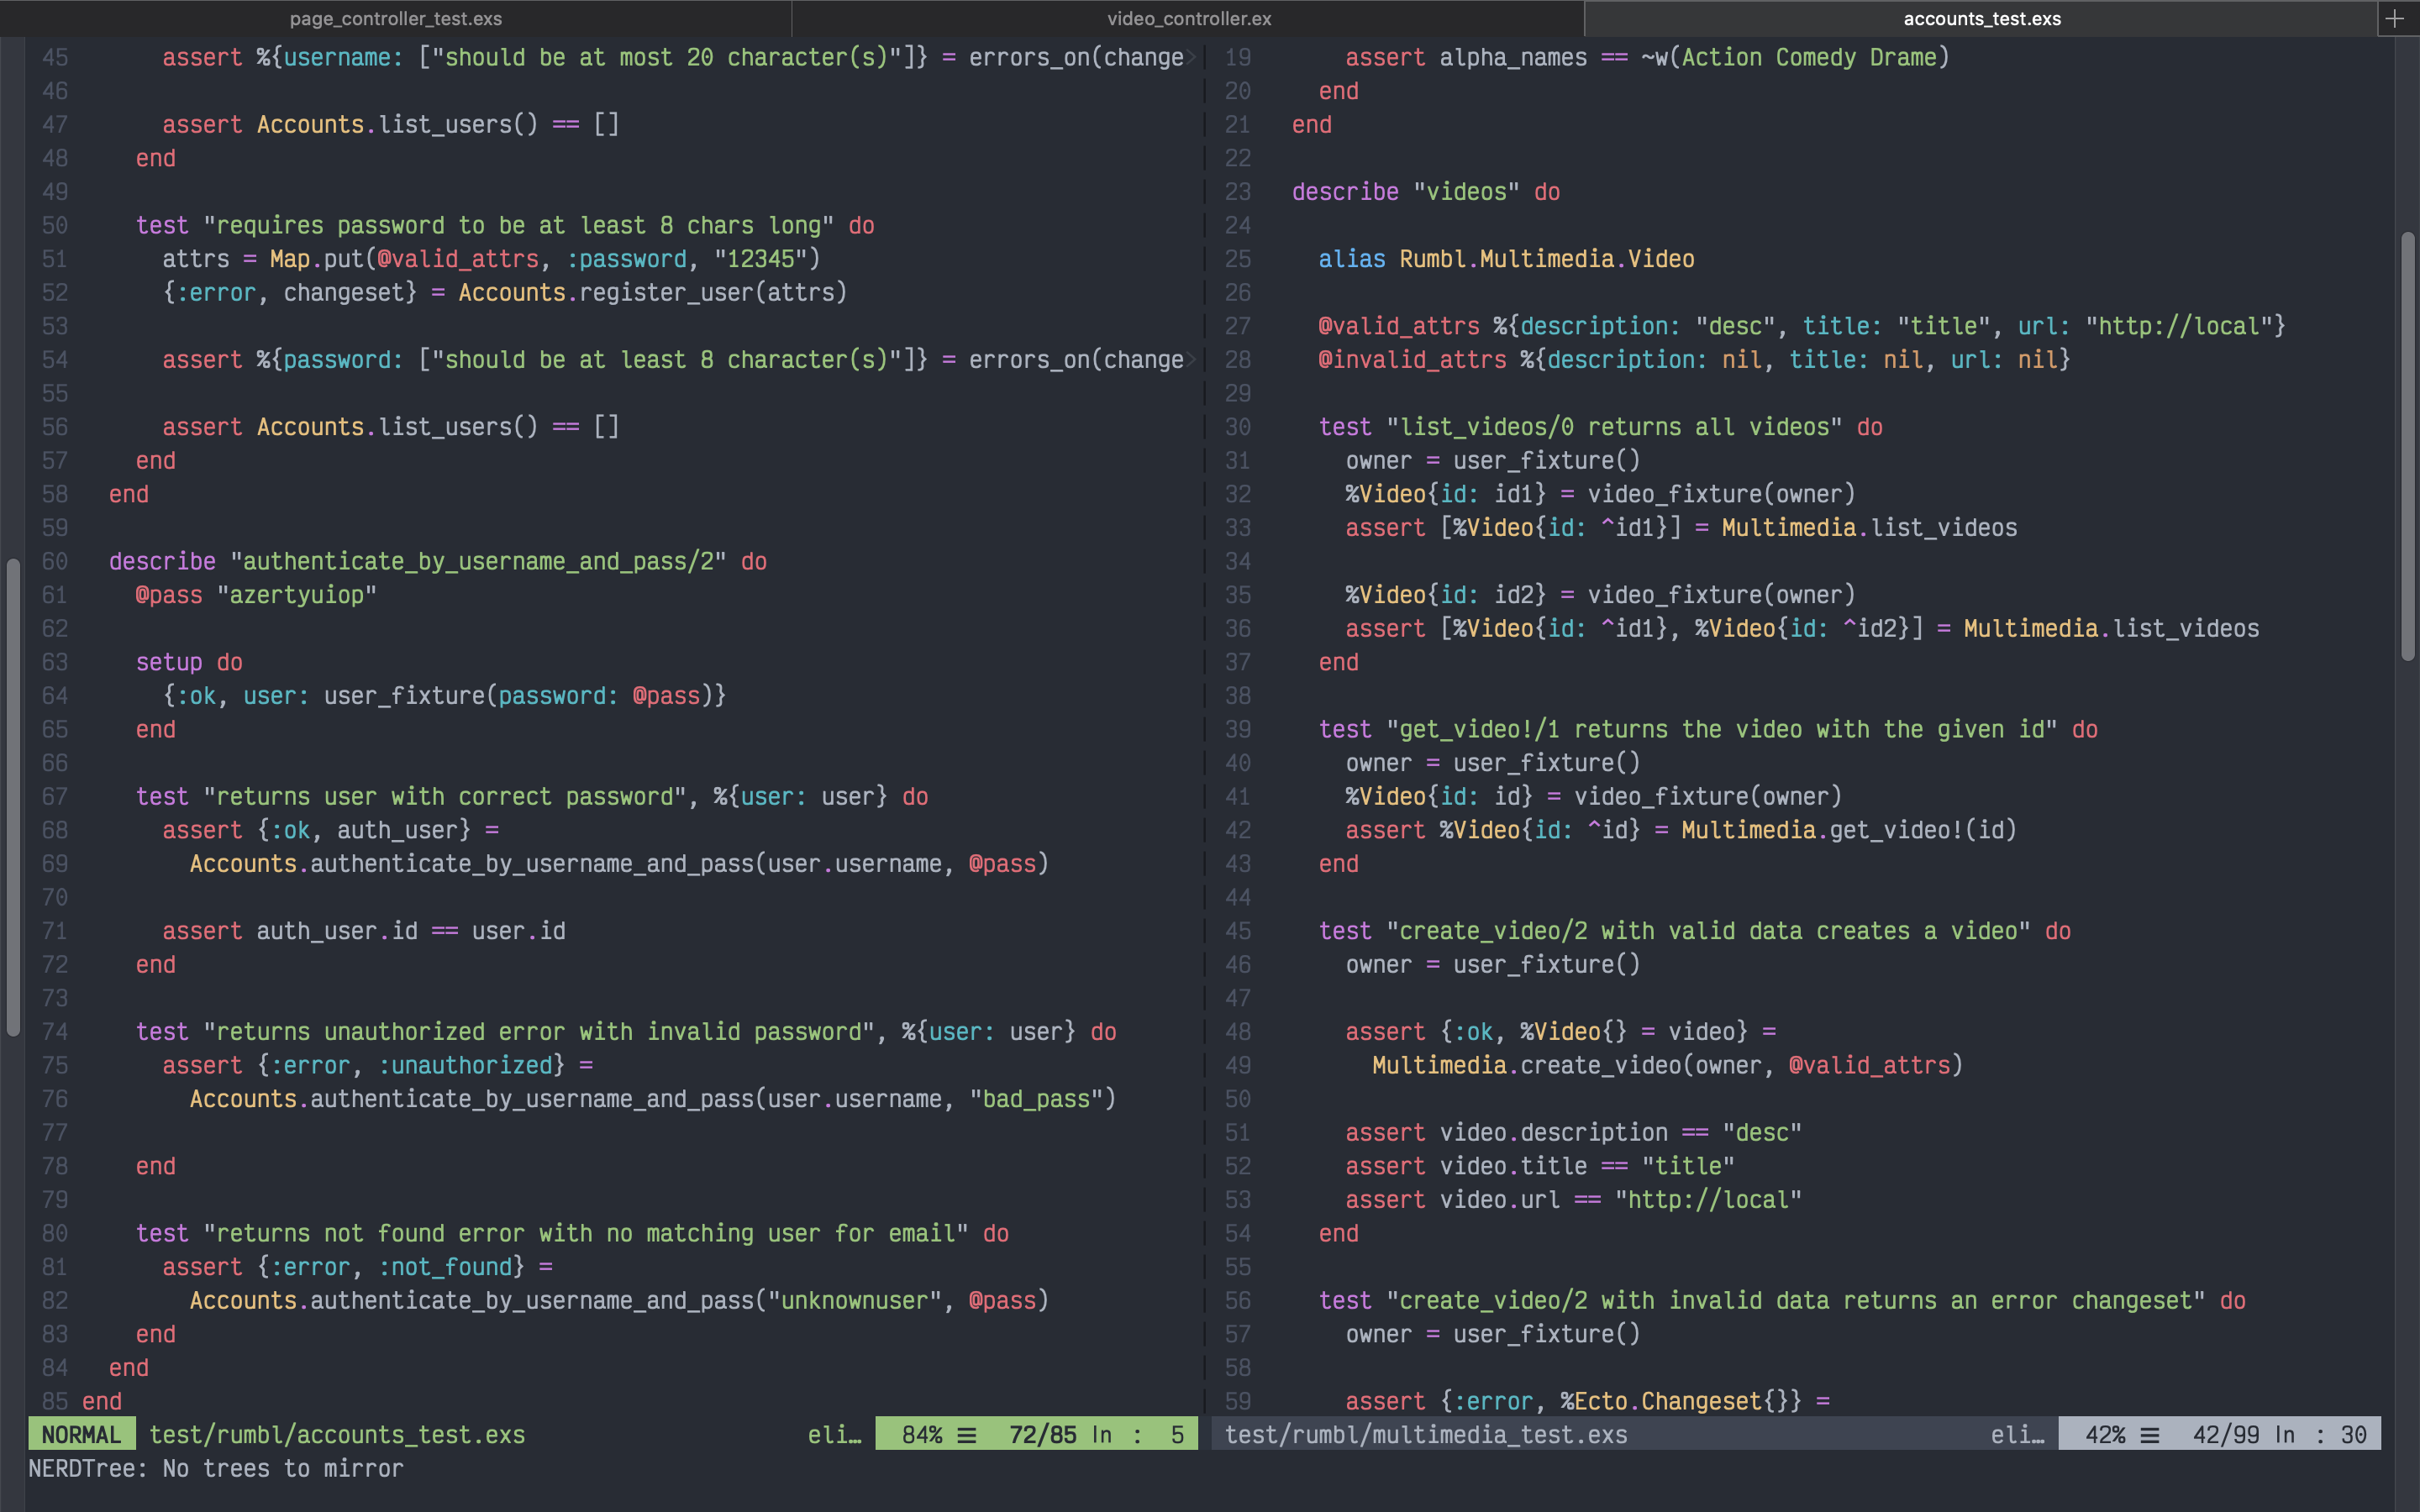 page_controller_test.exs
video_controller.ex
accounts_test.exs
45 assert %{username: ["should be at most 20 character(s)"]} = errors_on(change>
46
47 assert Accounts.list_users() == []
48 end
49
50 test "requires password to be at least 8 chars long" do
51 attrs = Map.put(@valid_attrs, :password, "12345")
52 {:error, changeset} = Accounts.register_user(attrs)
53
54 assert %{password: ["should be at least 8 character(s)"]} = errors_on(change>
55
56 assert Accounts.list_users() == []
57 end
58 end
59
60 describe "authenticate_by_username_and_pass/2" do
61 @pass "azertyuiop"
62
63 setup do
64 {:ok, user: user_fixture(password: @pass)}
65 end
66
67 test "returns user with correct password", %{user: user} do
68 assert {:ok, auth_user} =
69 Accounts.authenticate_by_username_and_pass(user.username, @pass)
70
71 assert auth_user.id == user.id
72 end
73
74 test "returns unauthorized error with invalid password", %{user: user} do
75 assert {:error, :unauthorized} =
76 Accounts.authenticate_by_username_and_pass(user.username, "bad_pass")
77
78 end
79
80 test "returns not found error with no matching user for email" do
81 assert {:error, :not_found} =
82 Accounts.authenticate_by_username_and_pass("unknownuser", @pass)
83 end
84 end
85 end
NORMAL test/rumbl/accounts_test.exs eli… 84% ☰ 72/85 ln : 5
19 assert alpha_names == ~w(Action Comedy Drame)
20 end
21 end
22
23 describe "videos" do
24
25 alias Rumbl.Multimedia.Video
26
27 @valid_attrs %{description: "desc", title: "title", url: "http://local"}
28 @invalid_attrs %{description: nil, title: nil, url: nil}
29
30 test "list_videos/0 returns all videos" do
31 owner = user_fixture()
32 %Video{id: id1} = video_fixture(owner)
33 assert [%Video{id: ^id1}] = Multimedia.list_videos
34
35 %Video{id: id2} = video_fixture(owner)
36 assert [%Video{id: ^id1}, %Video{id: ^id2}] = Multimedia.list_videos
37 end
38
39 test "get_video!/1 returns the video with the given id" do
40 owner = user_fixture()
41 %Video{id: id} = video_fixture(owner)
42 assert %Video{id: ^id} = Multimedia.get_video!(id)
43 end
44
45 test "create_video/2 with valid data creates a video" do
46 owner = user_fixture()
47
48 assert {:ok, %Video{} = video} =
49 Multimedia.create_video(owner, @valid_attrs)
50
51 assert video.description == "desc"
52 assert video.title == "title"
53 assert video.url == "http://local"
54 end
55
56 test "create_video/2 with invalid data returns an error changeset" do
57 owner = user_fixture()
58
59 assert {:error, %Ecto.Changeset{}} =
test/rumbl/multimedia_test.exs eli… 42% ☰ 42/99 ln : 30
NERDTree: No trees to mirror